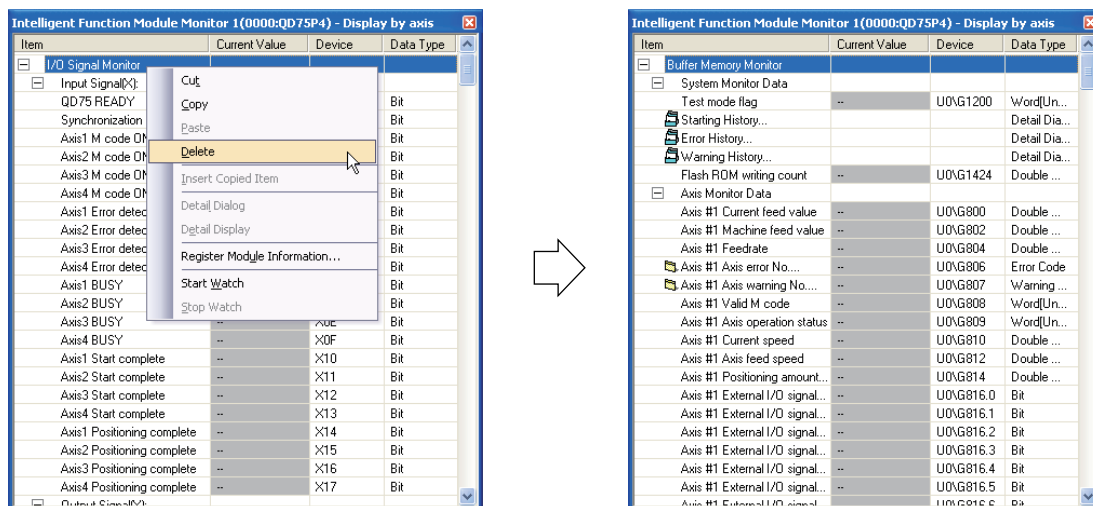 Intelligent Function Module Monitor 1(0000:QD75P4) - Display by axis
Item Current Value Device Data Type
I/O Signal Monitor
Input Signal(X):
QD75 READY Bit
Synchronization Bit
Axis1 M code ON Bit
Axis2 M code ON Bit
Axis3 M code ON Bit
Axis4 M code ON Bit
Axis1 Error detec Bit
Axis2 Error detec Bit
Axis3 Error detec Bit
Axis4 Error detec Bit
Axis1 BUSY Bit
Axis2 BUSY Bit
Axis3 BUSY -- X0E Bit
Axis4 BUSY -- X0F Bit
Axis1 Start complete -- X10 Bit
Axis2 Start complete -- X11 Bit
Axis3 Start complete -- X12 Bit
Axis4 Start complete -- X13 Bit
Axis1 Positioning complete -- X14 Bit
Axis2 Positioning complete -- X15 Bit
Axis3 Positioning complete -- X16 Bit
Axis4 Positioning complete -- X17 Bit
Output Signal(Y):
Cut
Copy
Paste
Delete
Insert Copied Item
Detail Dialog
Detail Display
Register Module Information...
Start Watch
Stop Watch
Intelligent Function Module Monitor 1(0000:QD75P4) - Display by axis
Item Current Value Device Data Type
Buffer Memory Monitor
System Monitor Data
Test mode flag -- U0\G1200 Word[Un...
Starting History... Detail Dia...
Error History... Detail Dia...
Warning History... Detail Dia...
Flash ROM writing count -- U0\G1424 Double ...
Axis Monitor Data
Axis #1 Current feed value -- U0\G800 Double ...
Axis #1 Machine feed value -- U0\G802 Double ...
Axis #1 Feedrate -- U0\G804 Double ...
Axis #1 Axis error No.... -- U0\G806 Error Code
Axis #1 Axis warning No.... -- U0\G807 Warning ...
Axis #1 Valid M code -- U0\G808 Word[Un...
Axis #1 Axis operation status -- U0\G809 Word[Un...
Axis #1 Current speed -- U0\G810 Double ...
Axis #1 Axis feed speed -- U0\G812 Double ...
Axis #1 Positioning amount... -- U0\G814 Double ...
Axis #1 External I/O signal... -- U0\G816.0 Bit
Axis #1 External I/O signal... -- U0\G816.1 Bit
Axis #1 External I/O signal... -- U0\G816.2 Bit
Axis #1 External I/O signal... -- U0\G816.3 Bit
Axis #1 External I/O signal... -- U0\G816.4 Bit
Axis #1 External I/O signal... -- U0\G816.5 Bit
Axis #1 External I/O signal... -- U0\G816.6 Bit